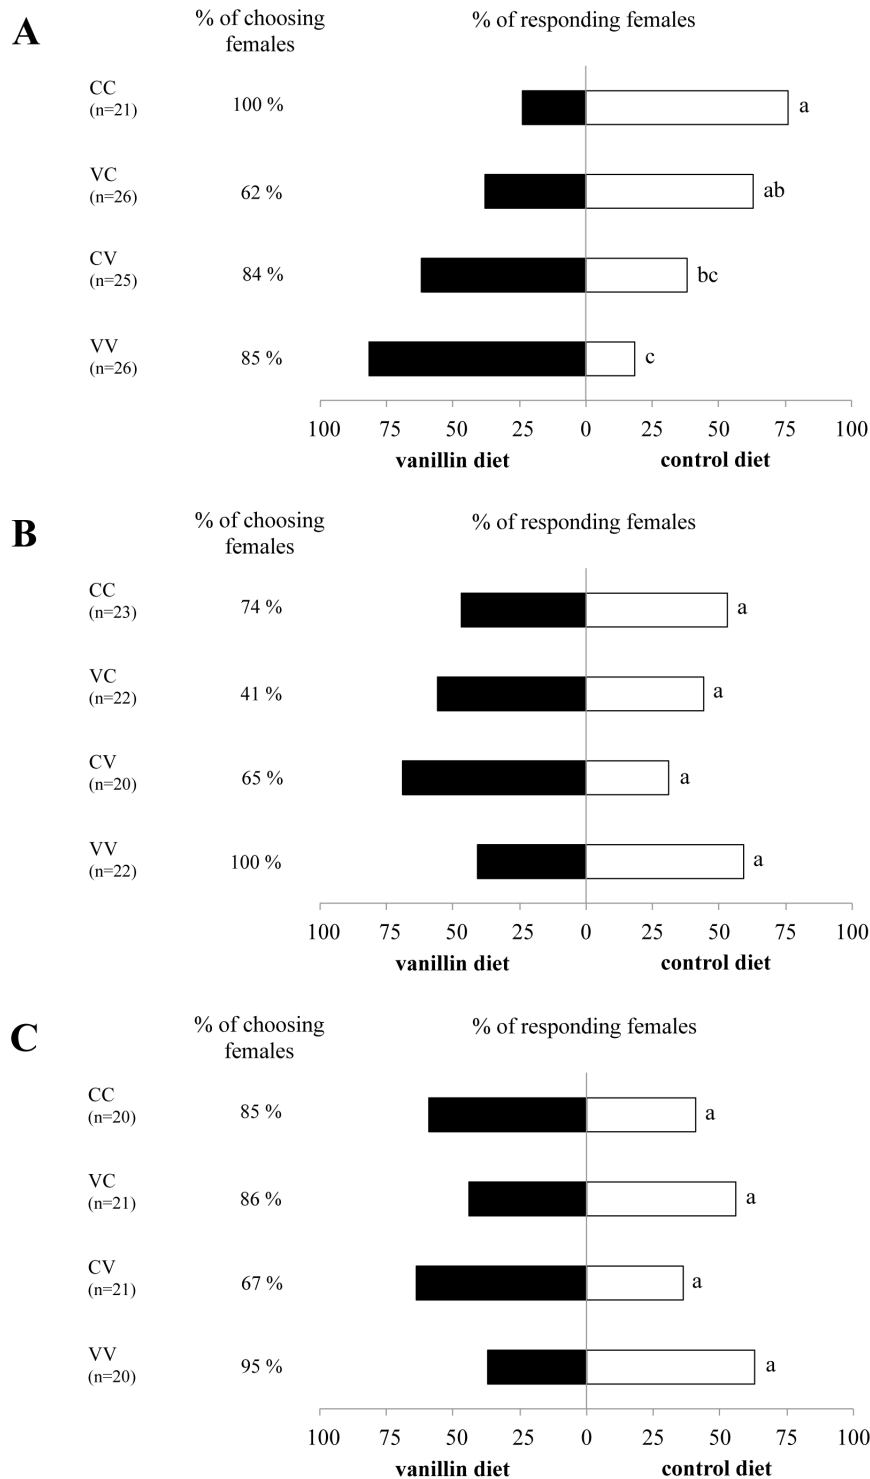 A
% of choosing
females
% of responding females
CC
(n=21)
100 %
a
VC
(n=26)
62 %
ab
CV
(n=25)
84 %
bc
VV
(n=26)
85 %
c
100 75 50 25 0 25 50 75 100
vanillin diet control diet
B
% of choosing
females
% of responding females
CC
(n=23)
74 %
a
VC
(n=22)
41 %
a
CV
(n=20)
65 %
a
VV
(n=22)
100 %
a
100 75 50 25 0 25 50 75 100
vanillin diet control diet
C
% of choosing
females
% of responding females
CC
(n=20)
85 %
a
VC
(n=21)
86 %
a
CV
(n=21)
67 %
a
VV
(n=20)
95 %
a
100 75 50 25 0 25 50 75 100
vanillin diet control diet